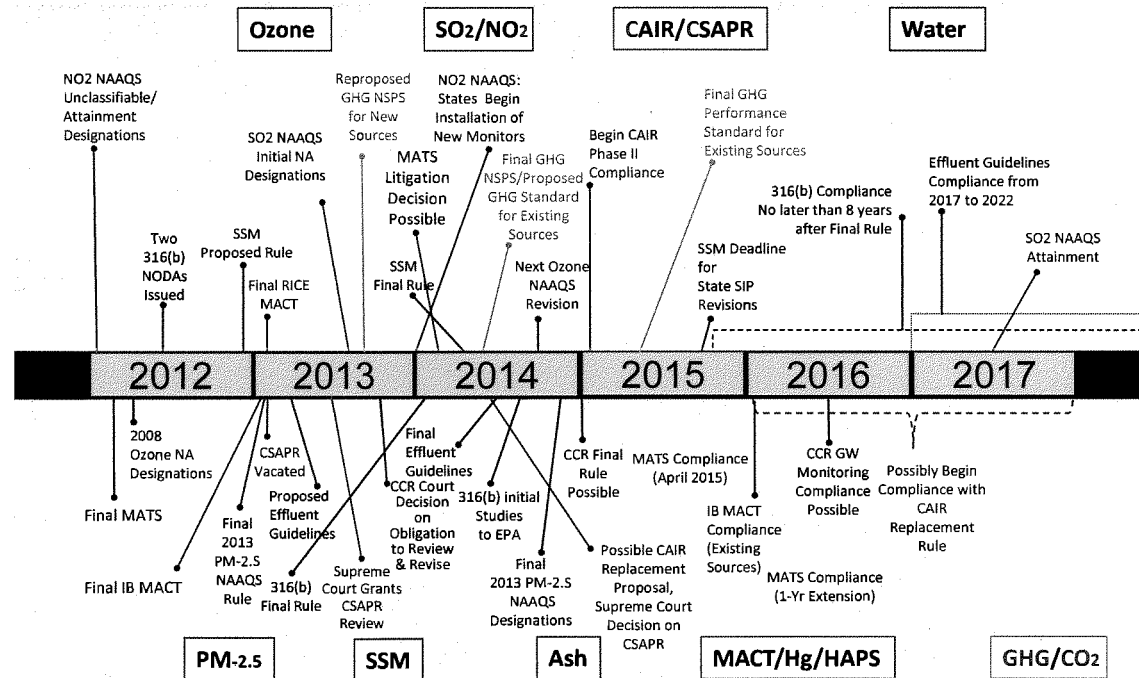 Ozone
SO2/NO2
CAIR/CSAPR
Water
NO2 NAAQS
Unclassifiable/
Attainment
Designations
Two
316(b)
NODAs
Issued
SSM
Proposed Rule
Final RICE
MACT
SO2 NAAQS
Initial NA
Designations
Reproposed
GHG NSPS
for New
Sources
MATS
Litigation
Decision
Possible
SSM
Final Rule
NO2 NAAQS:
States Begin
Installation of
New Monitors
Final GHG
NSPS/Proposed
GHG Standard
for Existing
Sources
Next Ozone
NAAQS
Revision
Begin CAIR
Phase II
Compliance
Final GHG
Performance
Standard for
Existing Sources
SSM Deadline
for
State SIP
Revisions
316(b) Compliance
No later than 8 years
after Final Rule
Effluent Guidelines
Compliance from
2017 to 2022
SO2 NAAQS
Attainment
2012
2013
2014
2015
2016
2017
Final MATS
2008
Ozone NA
Designations
Final IB MACT
Final
2013
PM-2.S
NAAQS
Rule
CSAPR
Vacated
Proposed
Effluent
Guidelines
316(b)
Final Rule
Supreme
Court Grants
CSAPR
Review
CCR Court
Decision
on
Obligation
to Review
& Revise
Final
Effluent
Guidelines
316(b) initial
Studies
to EPA
Final
2013 PM-2.S
NAAQS
Designations
CCR Final
Rule
Possible
Possible CAIR
Replacement
Proposal,
Supreme Court
Decision on
CSAPR
MATS Compliance
(April 2015)
IB MACT
Compliance
(Existing
Sources)
CCR GW
Monitoring
Compliance
Possible
MATS Compliance
(1-Yr Extension)
Possibly Begin
Compliance with
CAIR
Replacement
Rule
PM-2.5
SSM
Ash
MACT/Hg/HAPS
GHG/CO2